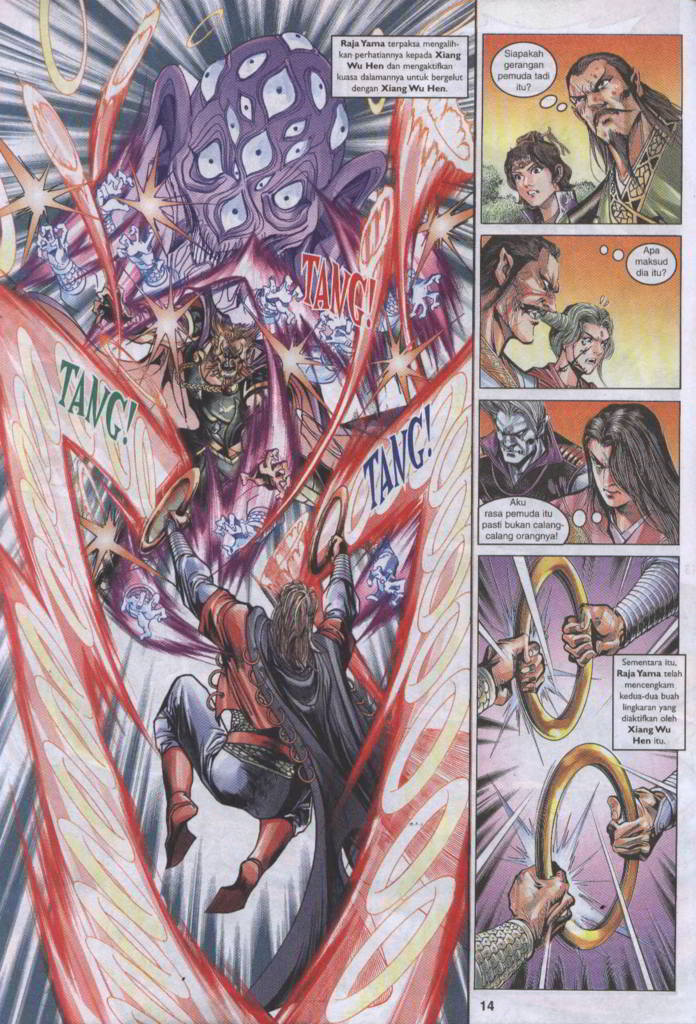 Raja Yama terpaksa mengalih-
kan perhatiannya kepada Xiang
Wu Hen dan mengaktifkan
kuasa dalamannya untuk bergelut
dengan Xiang Wu Hen.
TANG!
TANG!
TANG!
Siapakah
gerangan
pemuda tadi
itu?
Apa
maksud
dia itu?
Aku
rasa pemuda itu
pasti bukan calang-
calang orangnya!
Sementara itu,
Raja Yama telah
mencengkam
kedua-dua buah
lingkaran yang
diaktifkan oleh
Xiang Wu
Hen itu.
14